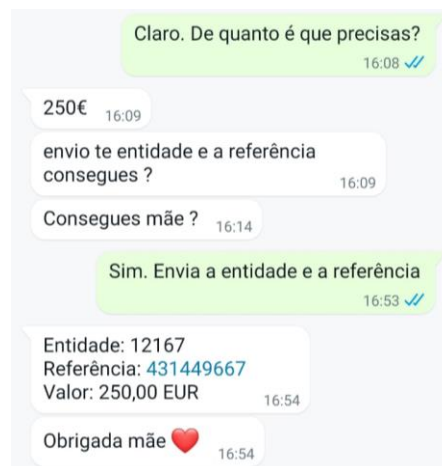 Claro. De quanto é que precisas?
16:08
250€ 16:09
envio te entidade e a referência
consegues ?
16:09
Consegues mãe ? 16:14
Sim. Envia a entidade e a referência
16:53
Entidade: 12167
Referência: 431449667
Valor: 250,00 EUR
16:54
Obrigada mãe ❤️ 16:54